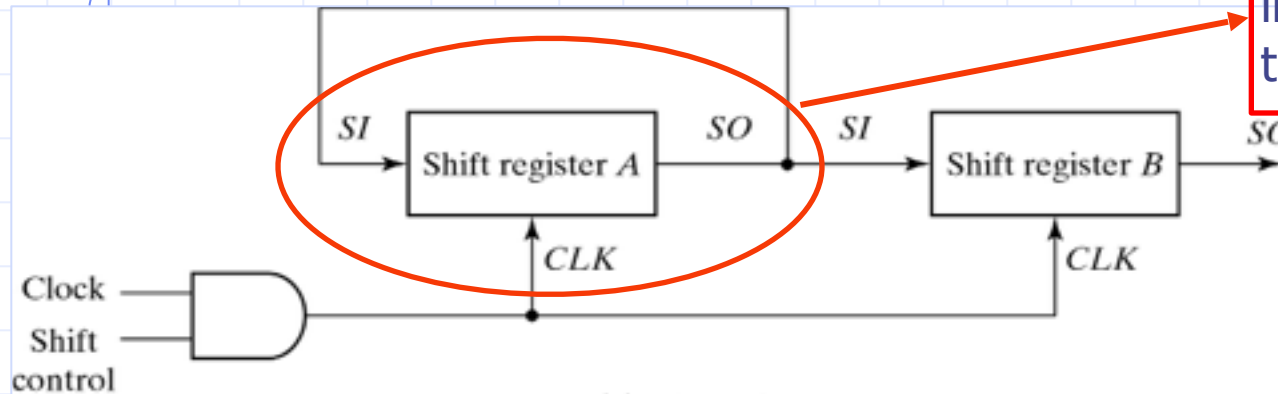 SI
SO
SI
Shift register A
Shift register B
CLK
CLK
Clock
Shift
control